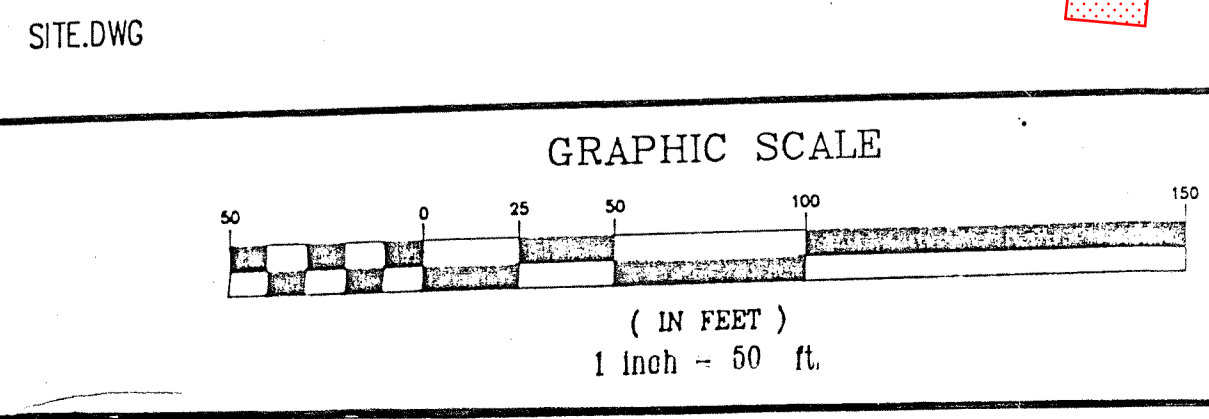 SITE.DWG
GRAPHIC SCALE
50 0 25 50 100 150
( IN FEET )
1 inch = 50 ft.